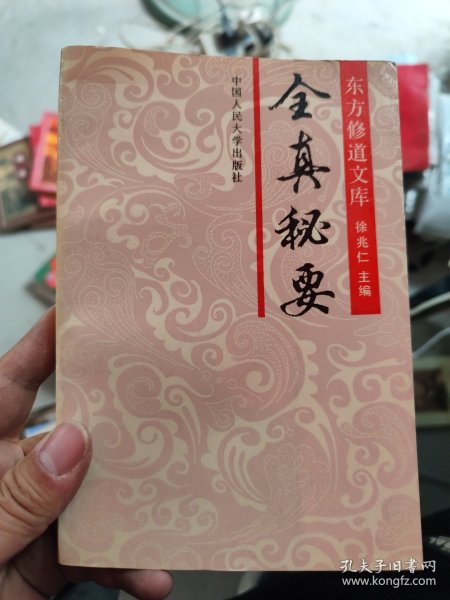 东方修道文库
徐兆仁 主编
全真秘要
中国人民大学出版社
孔夫子旧书网
www.kongfz.com